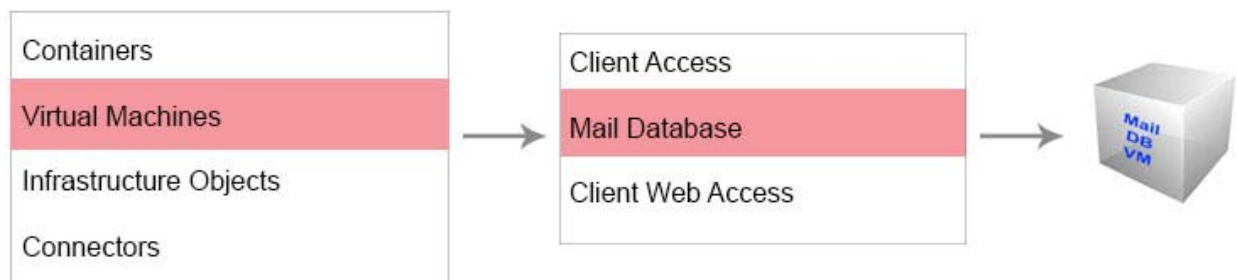 Containers
Virtual Machines
Infrastructure Objects
Connectors
Client Access
Mail Database
Client Web Access
Mail
DB
VM